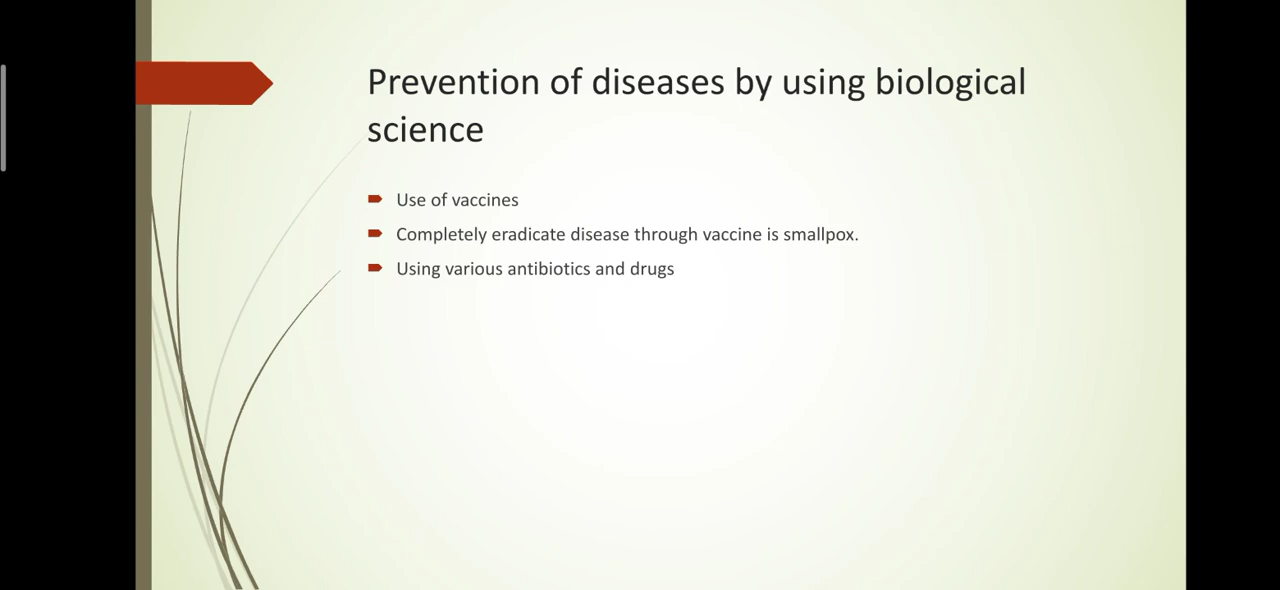 Prevention of diseases by using biological
science
Use of vaccines
Completely eradicate disease through vaccine is smallpox.
Using various antibiotics and drugs